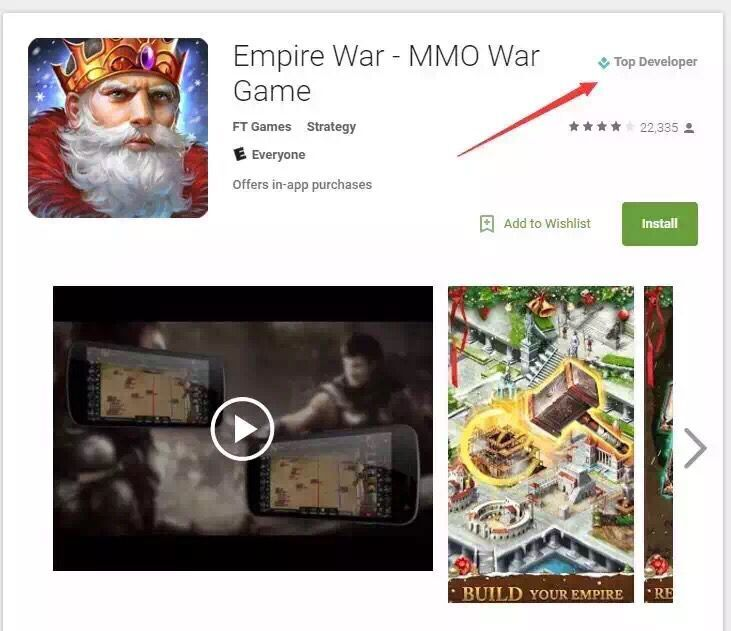 Empire War - MMO War
Game
Top Developer
FT Games Strategy
22,335
E Everyone
Offers in-app purchases
Add to Wishlist
Install
BUILD YOUR EMPIRE
RE